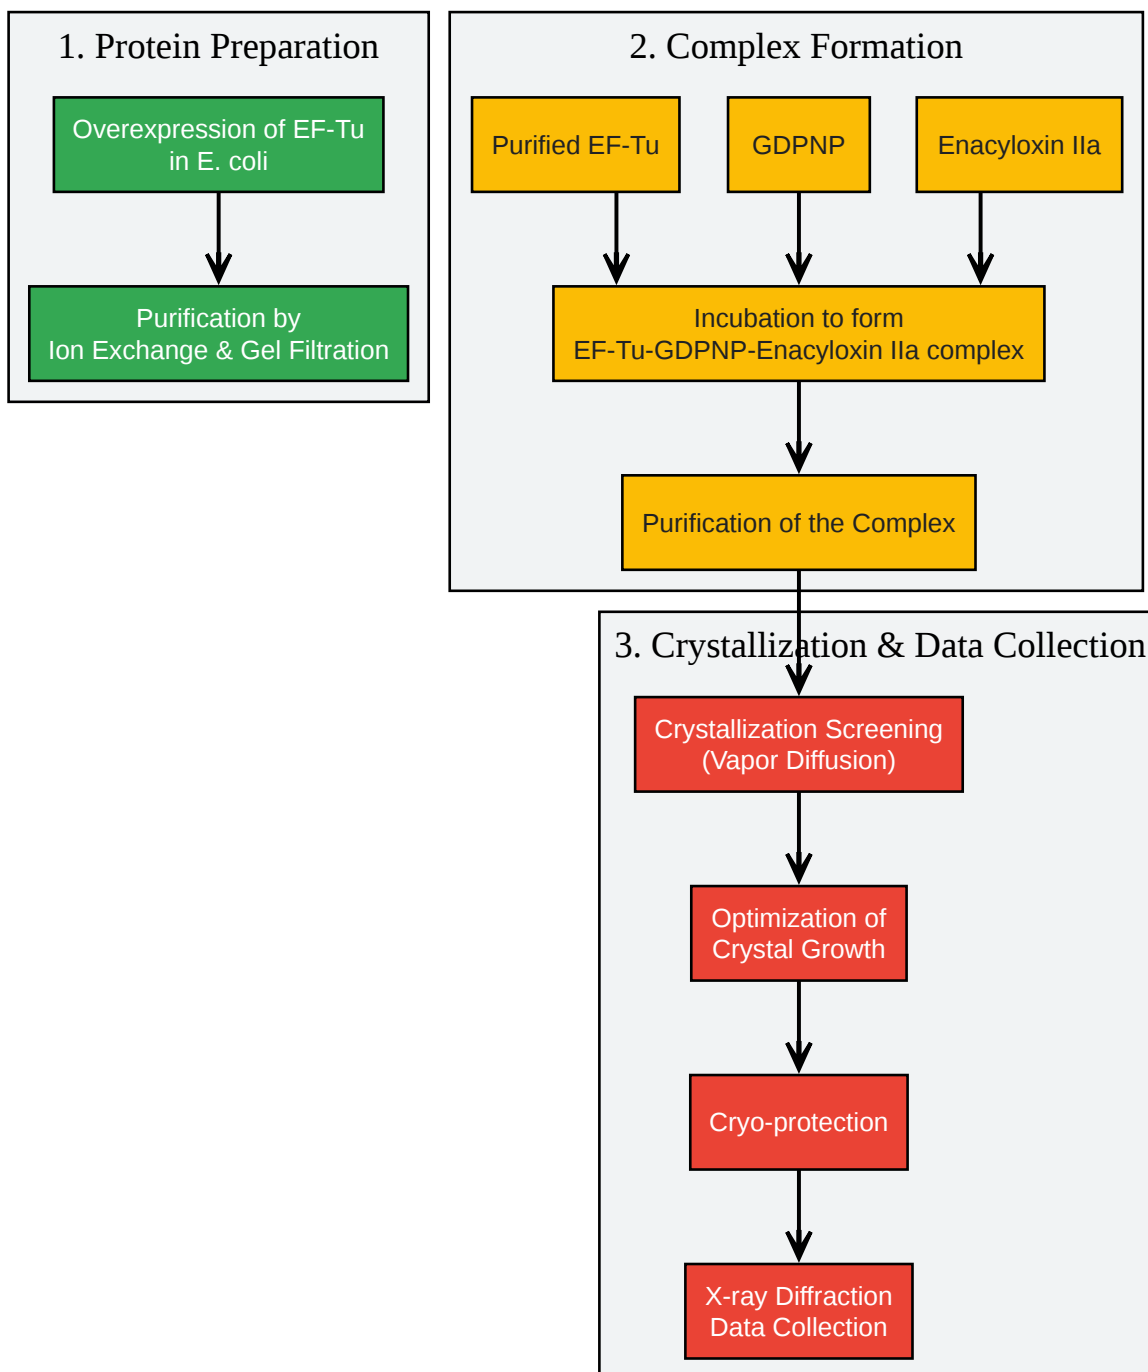 1. Protein Preparation
Overexpression of EF-Tu
in E. coli
Purification by
Ion Exchange & Gel Filtration
2. Complex Formation
Purified EF-Tu
GDPNP
Enacyloxin IIa
Incubation to form
EF-Tu-GDPNP-Enacyloxin IIa complex
Purification of the Complex
3. Crystallization & Data Collection
Crystallization Screening
(Vapor Diffusion)
Optimization of
Crystal Growth
Cryo-protection
X-ray Diffraction
Data Collection